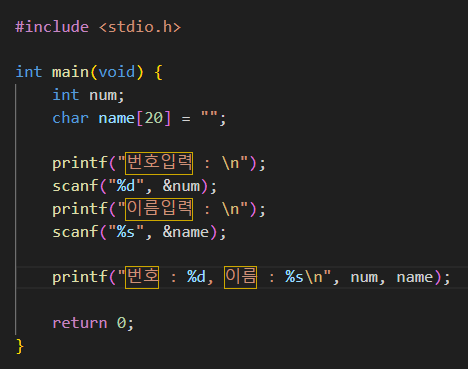 #include <stdio.h>
int main(void) {
int num;
char name[20] = "";
printf("번호입력 : \n");
scanf("%d", &num);
printf("이름입력 : \n");
scanf("%s", &name);
printf("번호 : %d, 이름 : %s\n", num, name);
return 0;
}